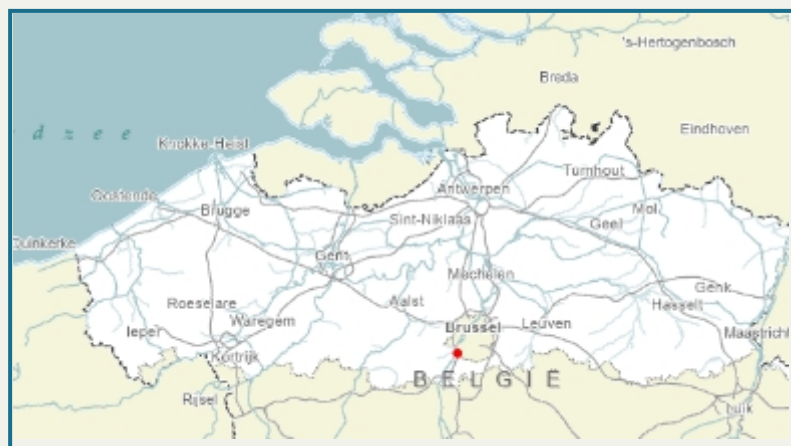 's-Hertogenbosch
Breda
Eindhoven
dzee
Knokke-Heist
Turnhout
Oostende
Antwerpen
Brugge
Mol
Sint-Niklaas
Geel
Duinkerke
Gent
Mechelen
Genk
Roeselare
Aalst
Hasselt
Waregem
Brussel
Leuven
Ieper
Maastricht
Kortrijk
BELGIË
Rijsel
Luik